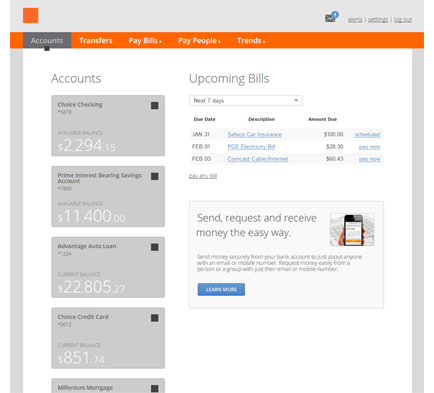 alerts | settings | log out
Accounts Transfers Pay Bills Pay People Trends
Accounts
Choice Checking
*5678
AVAILABLE BALANCE
$2,294.15
Prime Interest Bearing Savings
Account
*7890
AVAILABLE BALANCE
$11,400.00
Advantage Auto Loan
*1234
CURRENT BALANCE
$22,805.27
Choice Credit Card
*9012
CURRENT BALANCE
$851.74
Millenium Mortgage
Upcoming Bills
Next 7 days
Due Date Description Amount Due
JAN 31 Safeco Car Insurance $100.00 scheduled
FEB 01 PGE Electricity Bill $28.30 pay now
FEB 03 Comcast Cable/Internet $60.43 pay now
pay any bill
Send, request and receive
money the easy way.
Send money securely from your bank account to just about anyone
with an email or mobile number. Request money easily from a
person or a group with just their email or mobile number.
LEARN MORE